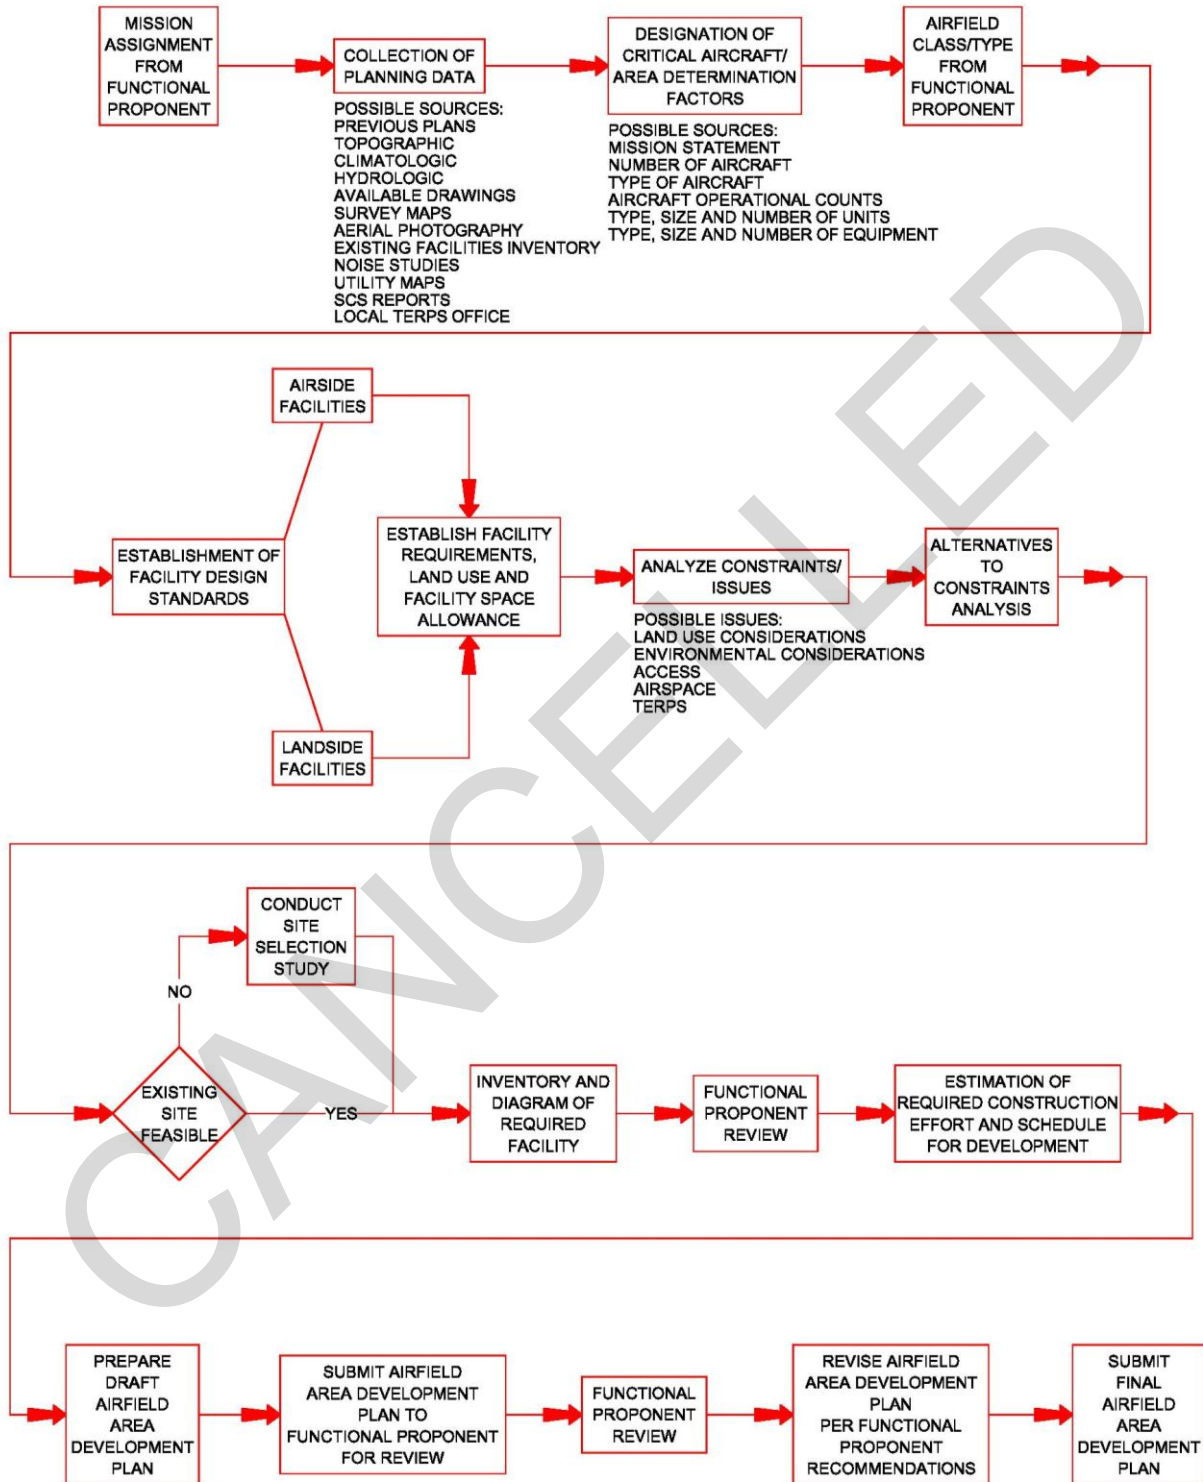 MISSION
ASSIGNMENT
FROM
FUNCTIONAL
PROPONENT
COLLECTION OF
PLANNING DATA
POSSIBLE SOURCES:
PREVIOUS PLANS
TOPOGRAPHIC
CLIMATOLOGIC
HYDROLOGIC
AVAILABLE DRAWINGS
SURVEY MAPS
AERIAL PHOTOGRAPHY
EXISTING FACILITIES INVENTORY
NOISE STUDIES
UTILITY MAPS
SCS REPORTS
LOCAL TERPS OFFICE
DESIGNATION OF
CRITICAL AIRCRAFT/
AREA DETERMINATION
FACTORS
POSSIBLE SOURCES:
MISSION STATEMENT
NUMBER OF AIRCRAFT
TYPE OF AIRCRAFT
AIRCRAFT OPERATIONAL COUNTS
TYPE, SIZE AND NUMBER OF UNITS
TYPE, SIZE AND NUMBER OF EQUIPMENT
AIRFIELD
CLASS/TYPE
FROM
FUNCTIONAL
PROPONENT
ESTABLISHMENT OF
FACILITY DESIGN
STANDARDS
AIRSIDE
FACILITIES
LANDSIDE
FACILITIES
ESTABLISH FACILITY
REQUIREMENTS,
LAND USE AND
FACILITY SPACE
ALLOWANCE
ANALYZE CONSTRAINTS/
ISSUES
POSSIBLE ISSUES:
LAND USE CONSIDERATIONS
ENVIRONMENTAL CONSIDERATIONS
ACCESS
AIRSPACE
TERPS
ALTERNATIVES
TO
CONSTRAINTS
ANALYSIS
EXISTING
SITE
FEASIBLE
NO
CONDUCT
SITE
SELECTION
STUDY
YES
INVENTORY AND
DIAGRAM OF
REQUIRED
FACILITY
FUNCTIONAL
PROPONENT
REVIEW
ESTIMATION OF
REQUIRED CONSTRUCTION
EFFORT AND SCHEDULE
FOR DEVELOPMENT
PREPARE
DRAFT
AIRFIELD
AREA
DEVELOPMENT
PLAN
SUBMIT AIRFIELD
AREA DEVELOPMENT
PLAN TO
FUNCTIONAL PROPONENT
FOR REVIEW
FUNCTIONAL
PROPONENT
REVIEW
REVISE AIRFIELD
AREA DEVELOPMENT
PLAN
PER FUNCTIONAL
PROPONENT
RECOMMENDATIONS
SUBMIT
FINAL
AIRFIELD
AREA
DEVELOPMENT
PLAN
CANCELLED